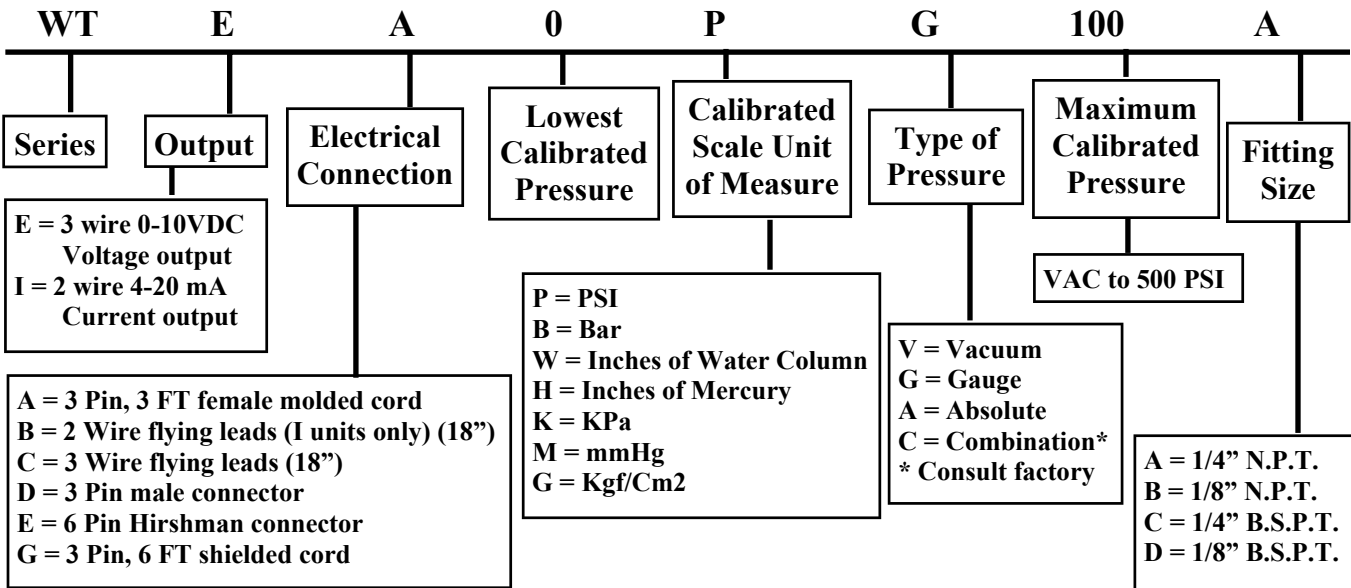 WT E A 0 P G 100 A
Series
Output
Electrical
Connection
Lowest
Calibrated
Pressure
Calibrated
Scale Unit
of Measure
Type of
Pressure
Maximum
Calibrated
Pressure
Fitting
Size
E = 3 wire 0-10VDC
Voltage output
I = 2 wire 4-20 mA
Current output
A = 3 Pin, 3 FT female molded cord
B = 2 Wire flying leads (I units only) (18”)
C = 3 Wire flying leads (18”)
D = 3 Pin male connector
E = 6 Pin Hirshman connector
G = 3 Pin, 6 FT shielded cord
P = PSI
B = Bar
W = Inches of Water Column
H = Inches of Mercury
K = KPa
M = mmHg
G = Kgf/Cm2
V = Vacuum
G = Gauge
A = Absolute
C = Combination*
* Consult factory
VAC to 500 PSI
A = 1/4” N.P.T.
B = 1/8” N.P.T.
C = 1/4” B.S.P.T.
D = 1/8” B.S.P.T.